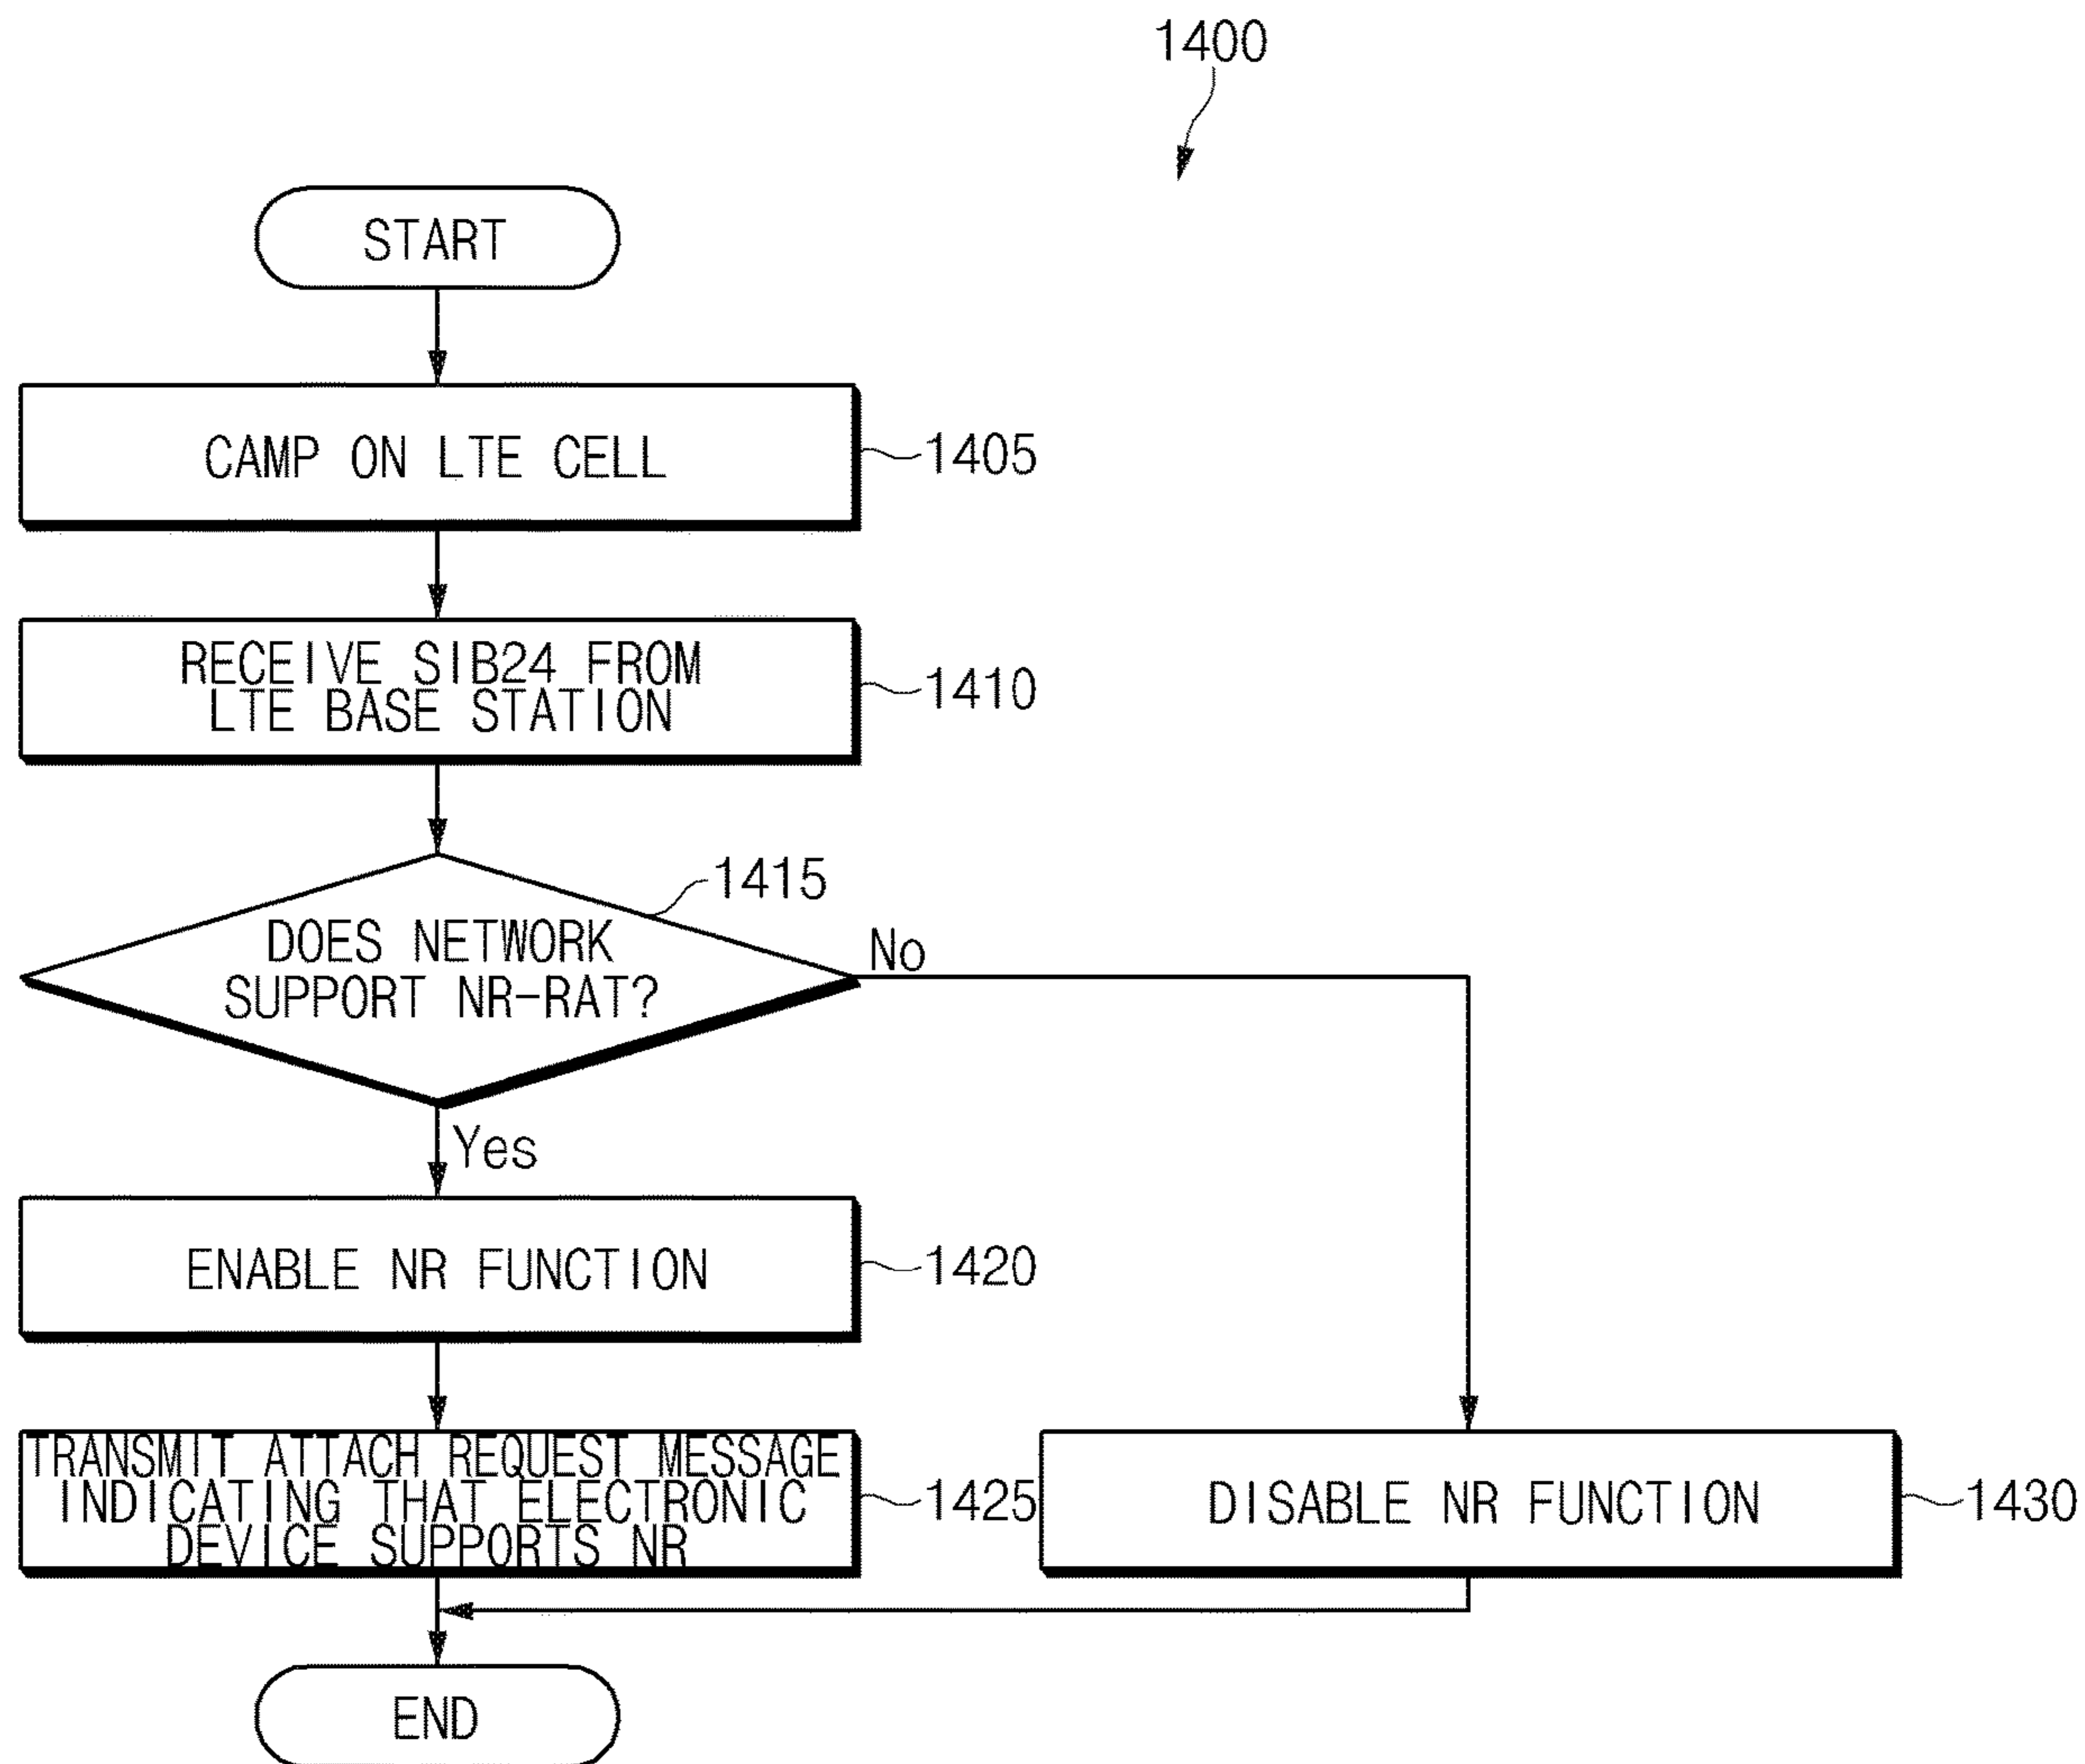 1400
START
CAMP ON LTE CELL
1405
RECEIVE SIB24 FROM
LTE BASE STATION
1410
1415
DOES NETWORK
SUPPORT NR-RAT?
No
Yes
ENABLE NR FUNCTION
1420
TRANSMIT ATTACH REQUEST MESSAGE
INDICATING THAT ELECTRONIC
DEVICE SUPPORTS NR
1425
DISABLE NR FUNCTION
1430
END